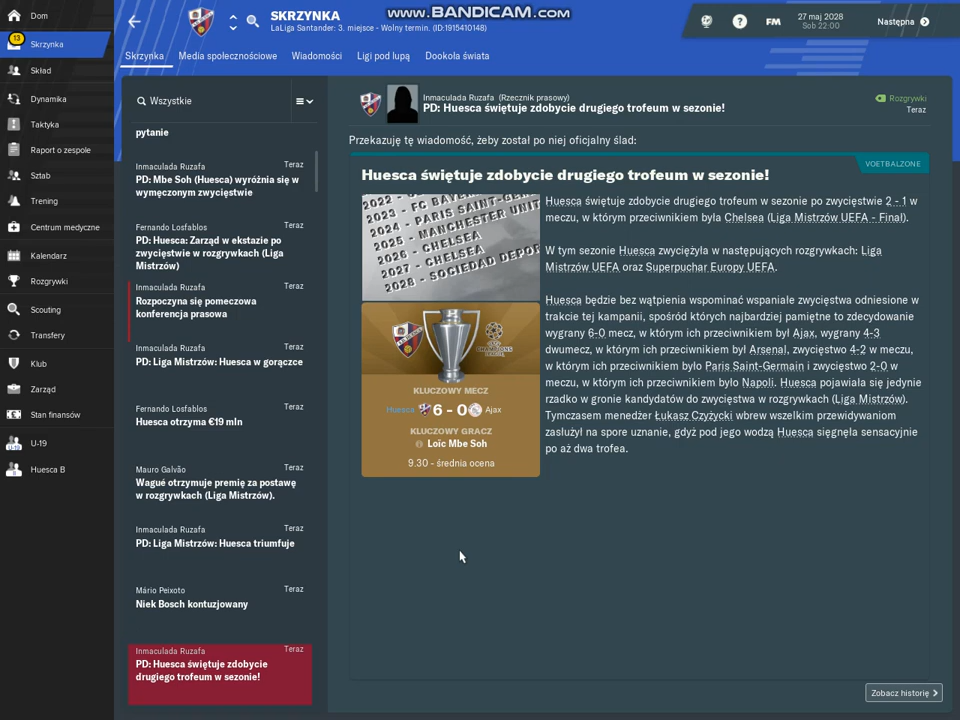 www.BANDICAM.com
SKRZYNKA
LaLiga Santander: 3. miejsce - Wolny termin. (ID:1915410148)
FM
27 maj 2028
Sob 22:00
Następna
Skrzynka
Media społecznościowe
Wiadomości
Ligi pod lupą
Dookoła świata
Dom
13
Skrzynka
Skład
Dynamika
Taktyka
Raport o zespole
Sztab
Trening
Centrum medyczne
Kalendarz
Rozgrywki
Scouting
Transfery
Klub
Zarząd
Stan finansów
U-19
Huesca B
Wszystkie
pytanie
Inmaculada Ruzafa
Teraz
PD: Mbe Soh (Huesca) wyróżnia się w
wymęczonym zwycięstwie
Fernando Losfablos
Teraz
PD: Huesca: Zarząd w ekstazie po
zwycięstwie w rozgrywkach (Liga
Mistrzów)
Inmaculada Ruzafa
Teraz
Rozpoczyna się pomeczowa
konferencja prasowa
Inmaculada Ruzafa
Teraz
PD: Liga Mistrzów: Huesca w gorączce
Fernando Losfablos
Teraz
Huesca otrzyma €19 mln
Mauro Galvão
Teraz
Wagué otrzymuje premię za postawę
w rozgrywkach (Liga Mistrzów).
Inmaculada Ruzafa
Teraz
PD: Liga Mistrzów: Huesca triumfuje
Mário Peixoto
Teraz
Niek Bosch kontuzjowany
Inmaculada Ruzafa
Teraz
PD: Huesca świętuje zdobycie
drugiego trofeum w sezonie!
Inmaculada Ruzafa (Rzecznik prasowy)
PD: Huesca świętuje zdobycie drugiego trofeum w sezonie!
Rozgrywki
Teraz
Przekazuję tę wiadomość, żeby został po niej oficjalny ślad:
VOETBALZONE
Huesca świętuje zdobycie drugiego trofeum w sezonie!
2023 - FC BAY
2024 - PARIS SAINT-GERM
2025 - MANCHESTER UNIT
2026 - CHELSEA
2027 - CHELSEA
2028 - SOCIEDAD DEPO
KLUCZOWY MECZ
Huesca 6 - 0 Ajax
KLUCZOWY GRACZ
Loïc Mbe Soh
9.30 - średnia ocena
Huesca świętuje zdobycie drugiego trofeum w sezonie po zwycięstwie 2 - 1 w
meczu, w którym przeciwnikiem była Chelsea (Liga Mistrzów UEFA - Finał).
W tym sezonie Huesca zwyciężyła w następujących rozgrywkach: Liga
Mistrzów UEFA oraz Superpuchar Europy UEFA.
Huesca będzie bez wątpienia wspominać wspaniałe zwycięstwa odniesione w
trakcie tej kampanii, spośród których najbardziej pamiętne to zdecydowanie
wygrany 6-0 mecz, w którym ich przeciwnikiem był Ajax, wygrany 4-3
dwumecz, w którym ich przeciwnikiem był Arsenal, zwycięstwo 4-2 w meczu,
w którym ich przeciwnikiem było Paris Saint-Germain i zwycięstwo 2-0 w
meczu, w którym ich przeciwnikiem było Napoli. Huesca pojawiała się jedynie
rzadko w gronie kandydatów do zwycięstwa w rozgrywkach (Liga Mistrzów).
Tymczasem menedżer Łukasz Czyżycki wbrew wszelkim przewidywaniom
zasłużył na spore uznanie, gdyż pod jego wodzą Huesca sięgnęła sensacyjnie
po aż dwa trofea.
Zobacz historię